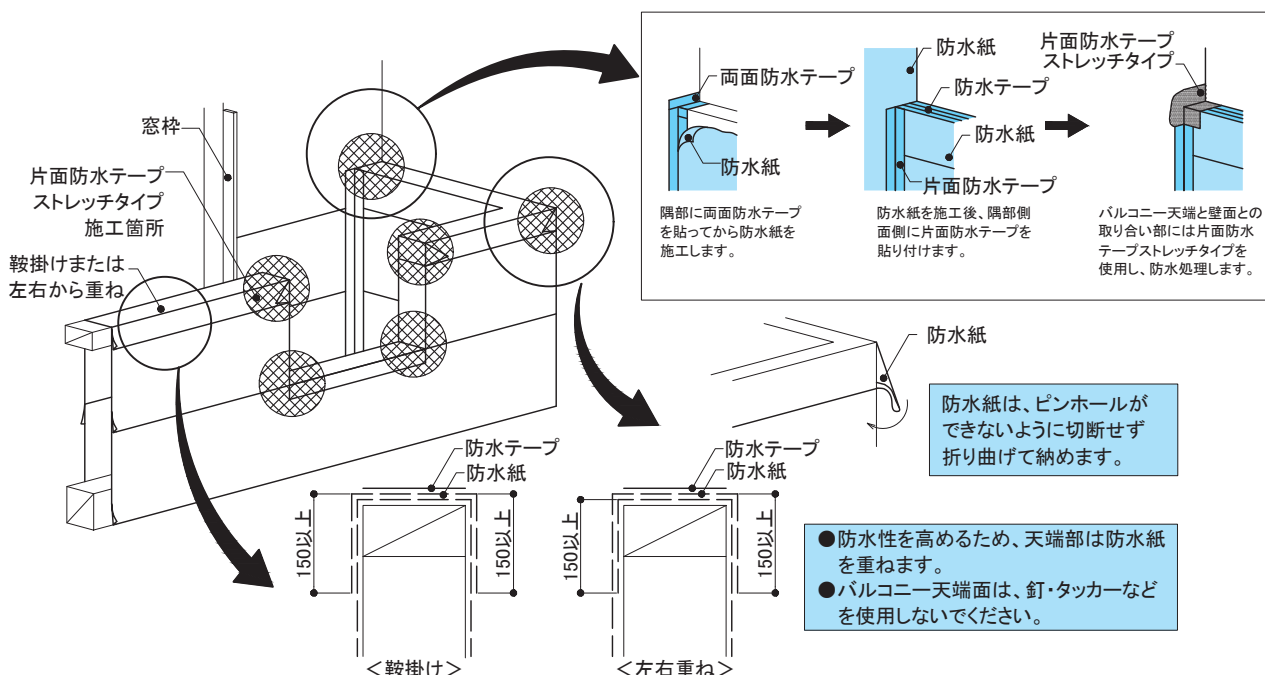 窓枠
片面防水テープ
ストレッチタイプ
施工箇所
鞍掛けまたは
左右から重ね
両面防水テープ
防水紙
隅部に両面防水テープ
を貼ってから防水紙を
施工します。
防水紙
防水テープ
防水紙
片面防水テープ
防水紙を施工後、隅部側
面側に片面防水テープを
貼り付けます。
片面防水テープ
ストレッチタイプ
バルコニー天端と壁面との
取り合い部には片面防水
テープストレッチタイプを
使用し、防水処理します。
防水紙
防水紙は、ピンホールが
できないように切断せず
折り曲げて納めます。
防水テープ
防水紙
150以上
150以上
＜鞍掛け＞
防水テープ
防水紙
150以上
150以上
＜左右重ね＞
●防水性を高めるため、天端部は防水紙
を重ねます。
●バルコニー天端面は、釘・タッカーなど
を使用しないでください。